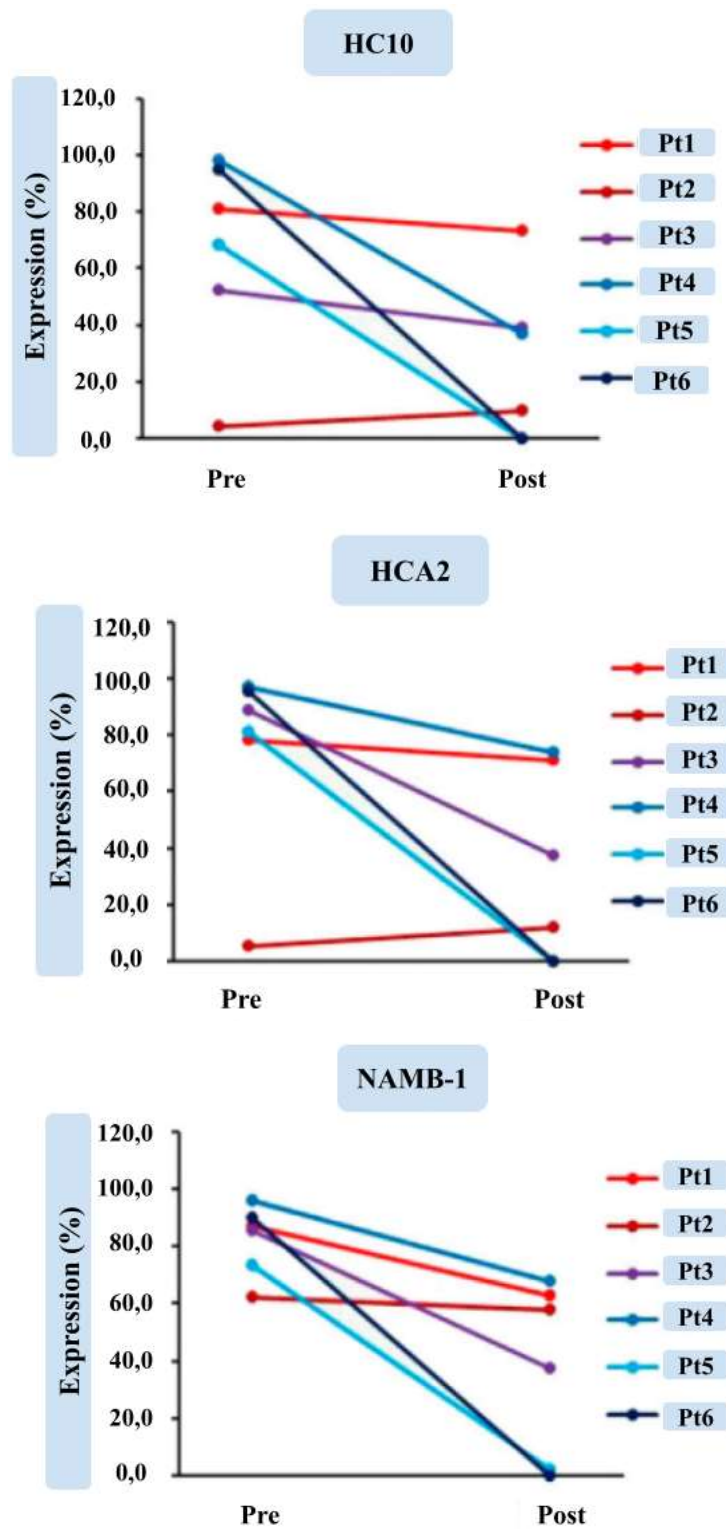 HC10
Expression (%)
120,0
100,0
80,0
60,0
40,0
20,0
0,0
Pre
Post
Pt1
Pt2
Pt3
Pt4
Pt5
Pt6
HCA2
Expression (%)
120,0
100,0
80,0
60,0
40,0
20,0
0,0
Pre
Post
Pt1
Pt2
Pt3
Pt4
Pt5
Pt6
NAMB-1
Expression (%)
120,0
100,0
80,0
60,0
40,0
20,0
0,0
Pre
Post
Pt1
Pt2
Pt3
Pt4
Pt5
Pt6